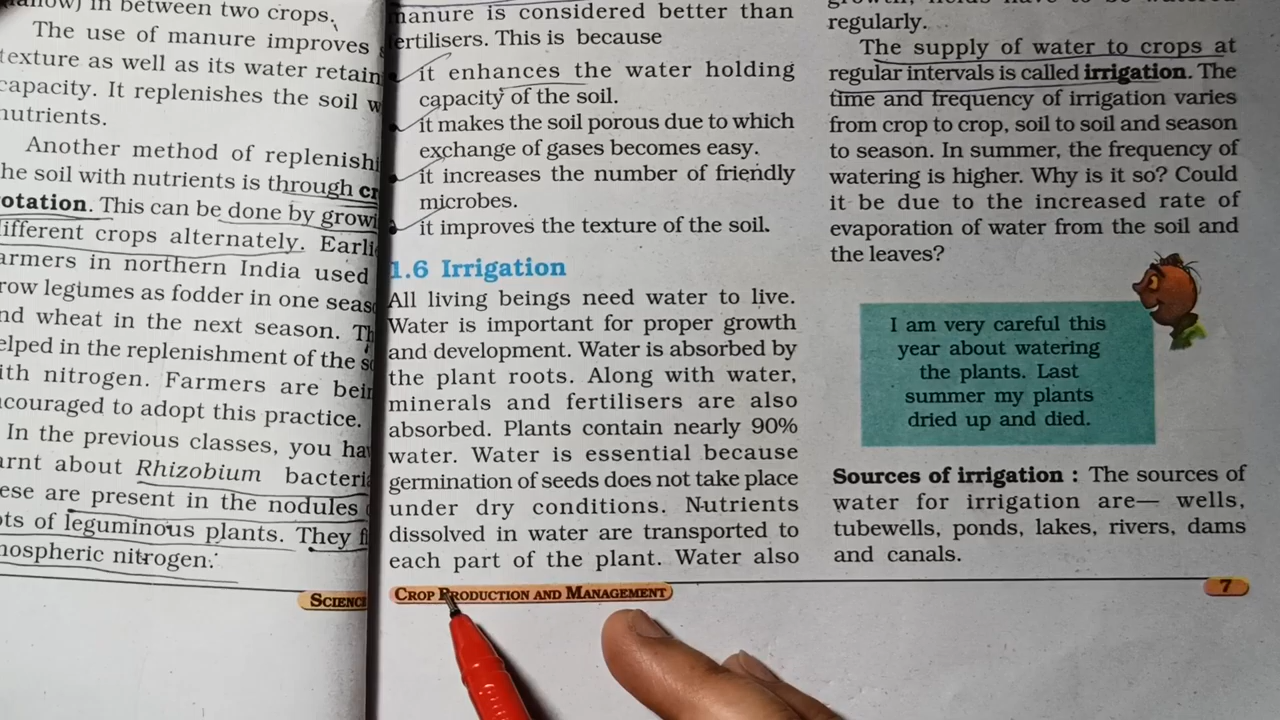 in between two crops.
The use of manure improves
texture as well as its water retain
capacity. It replenishes the soil w
nutrients.
Another method of replenishi
he soil with nutrients is through cr
otation. This can be done by growi
ifferent crops alternately. Earlie
armers in northern India used
row legumes as fodder in one seaso
nd wheat in the next season. Th
elped in the replenishment of the so
ith nitrogen. Farmers are bein
ncouraged to adopt this practice.
In the previous classes, you hav
arnt about Rhizobium bacteri
ese are present in the nodules
ots of leguminous plants. They fi
nospheric nitrogen.
SCIENCE
manure is considered better than
fertilisers. This is because
it enhances the water holding
capacity of the soil.
it makes the soil porous due to which
exchange of gases becomes easy.
it increases the number of friendly
microbes.
it improves the texture of the soil.
1.6 Irrigation
All living beings need water to live.
Water is important for proper growth
and development. Water is absorbed by
the plant roots. Along with water,
minerals and fertilisers are also
absorbed. Plants contain nearly 90%
water. Water is essential because
germination of seeds does not take place
under dry conditions. Nutrients
dissolved in water are transported to
each part of the plant. Water also
growth, fields have to be watered
regularly.
The supply of water to crops at
regular intervals is called irrigation. The
time and frequency of irrigation varies
from crop to crop, soil to soil and season
to season. In summer, the frequency of
watering is higher. Why is it so? Could
it be due to the increased rate of
evaporation of water from the soil and
the leaves?
I am very careful this
year about watering
the plants. Last
summer my plants
dried up and died.
Sources of irrigation : The sources of
water for irrigation are— wells,
tubewells, ponds, lakes, rivers, dams
and canals.
CROP PRODUCTION AND MANAGEMENT
7